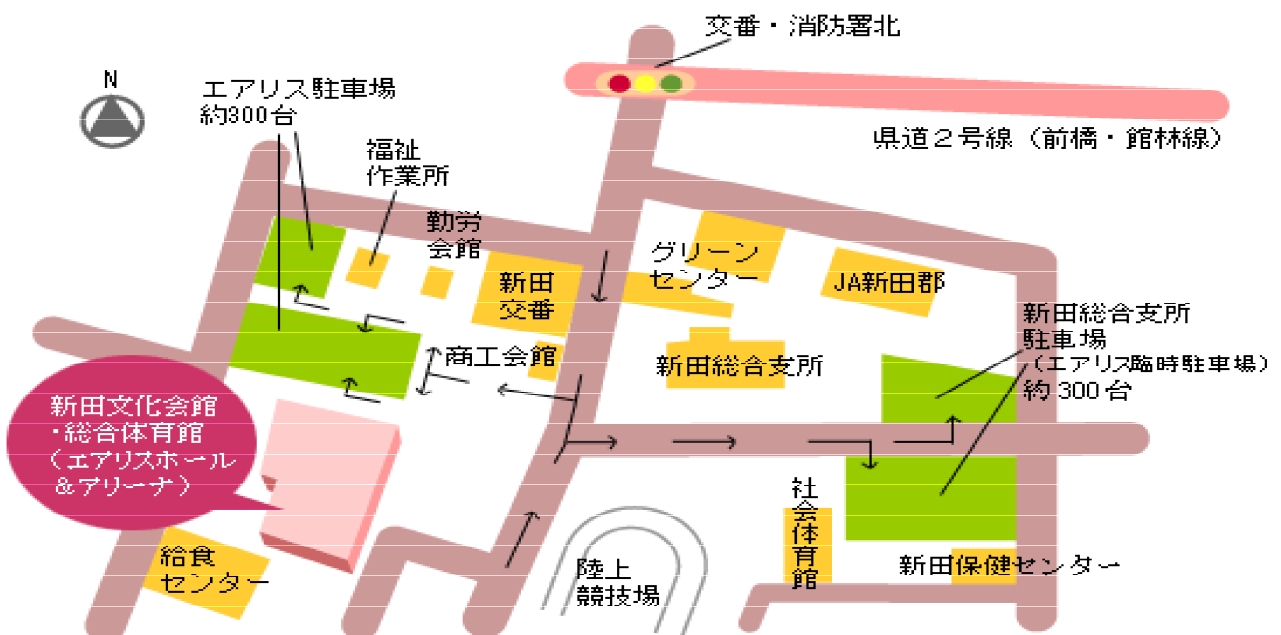 交番・消防署北
N
エアリス駐車場
約300台
県道２号線（前橋・館林線）
福祉
作業所
勤労
会館
グリーン
センター
新田
交番
JA新田郡
新田総合支所
駐車場
（エアリス臨時駐車場）
約300台
商工会館
新田総合支所
新田文化会館
・総合体育館
（エアリスホール
＆アリーナ）
社会体育館
給食
センター
陸上
競技場
新田保健センター